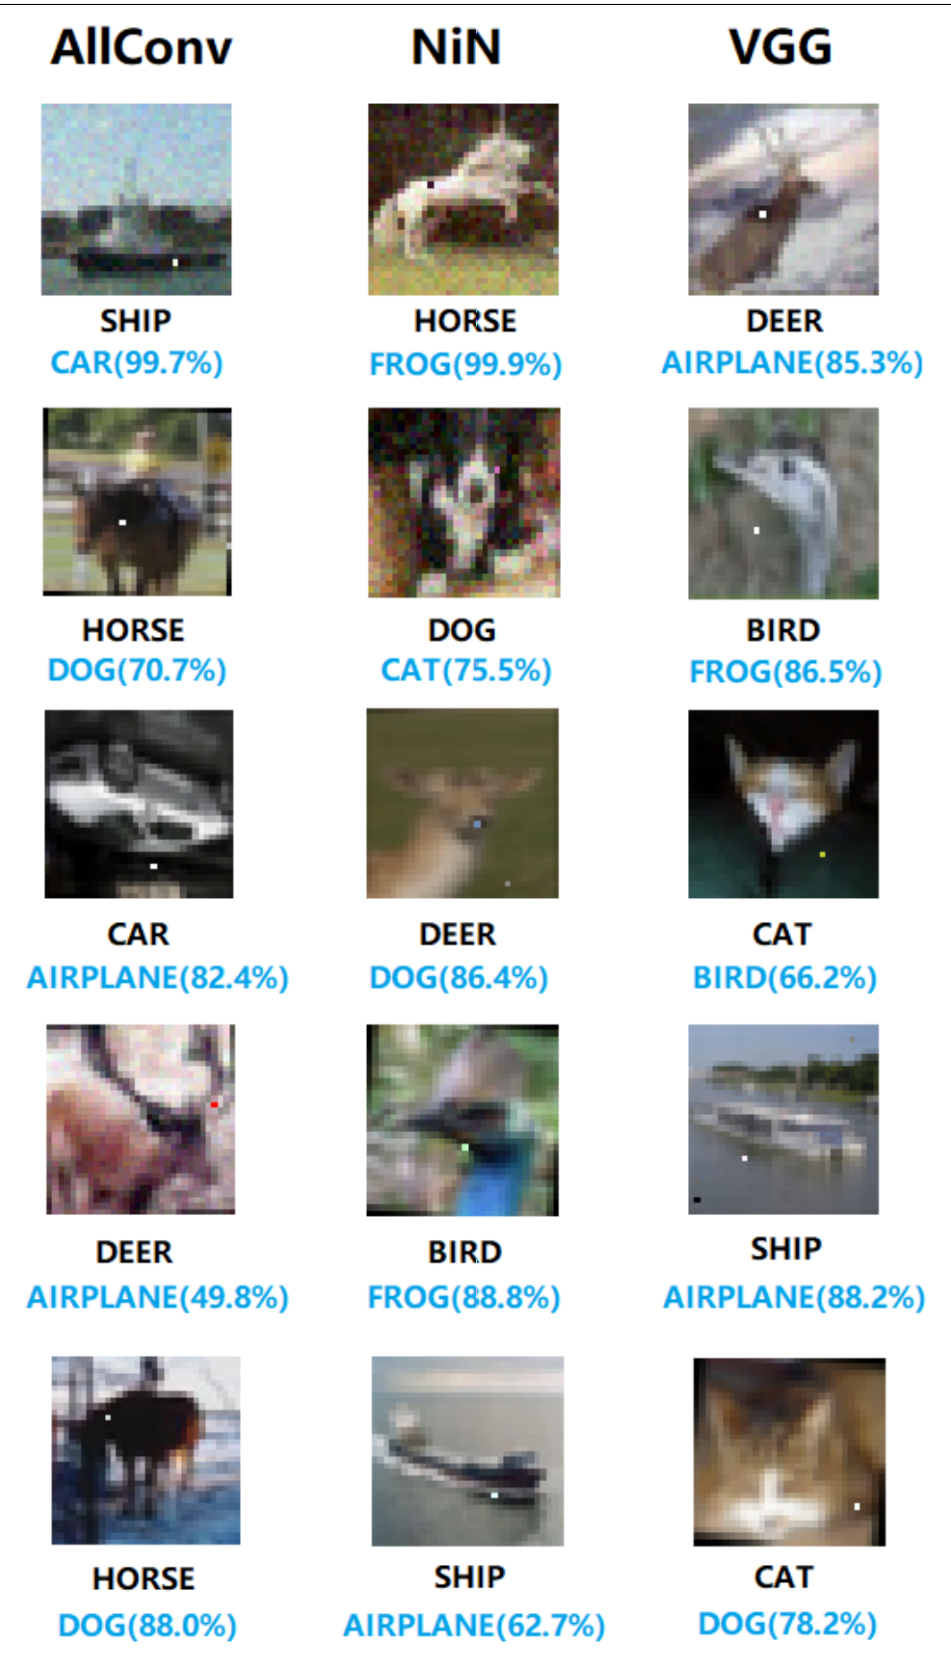 AllConv NiN VGG
SHIP HORSE DEER
CAR(99.7%) FROG(99.9%) AIRPLANE(85.3%)
HORSE DOG BIRD
DOG(70.7%) CAT(75.5%) FROG(86.5%)
CAR DEER CAT
AIRPLANE(82.4%) DOG(86.4%) BIRD(66.2%)
DEER BIRD SHIP
AIRPLANE(49.8%) FROG(88.8%) AIRPLANE(88.2%)
HORSE SHIP CAT
DOG(88.0%) AIRPLANE(62.7%) DOG(78.2%)